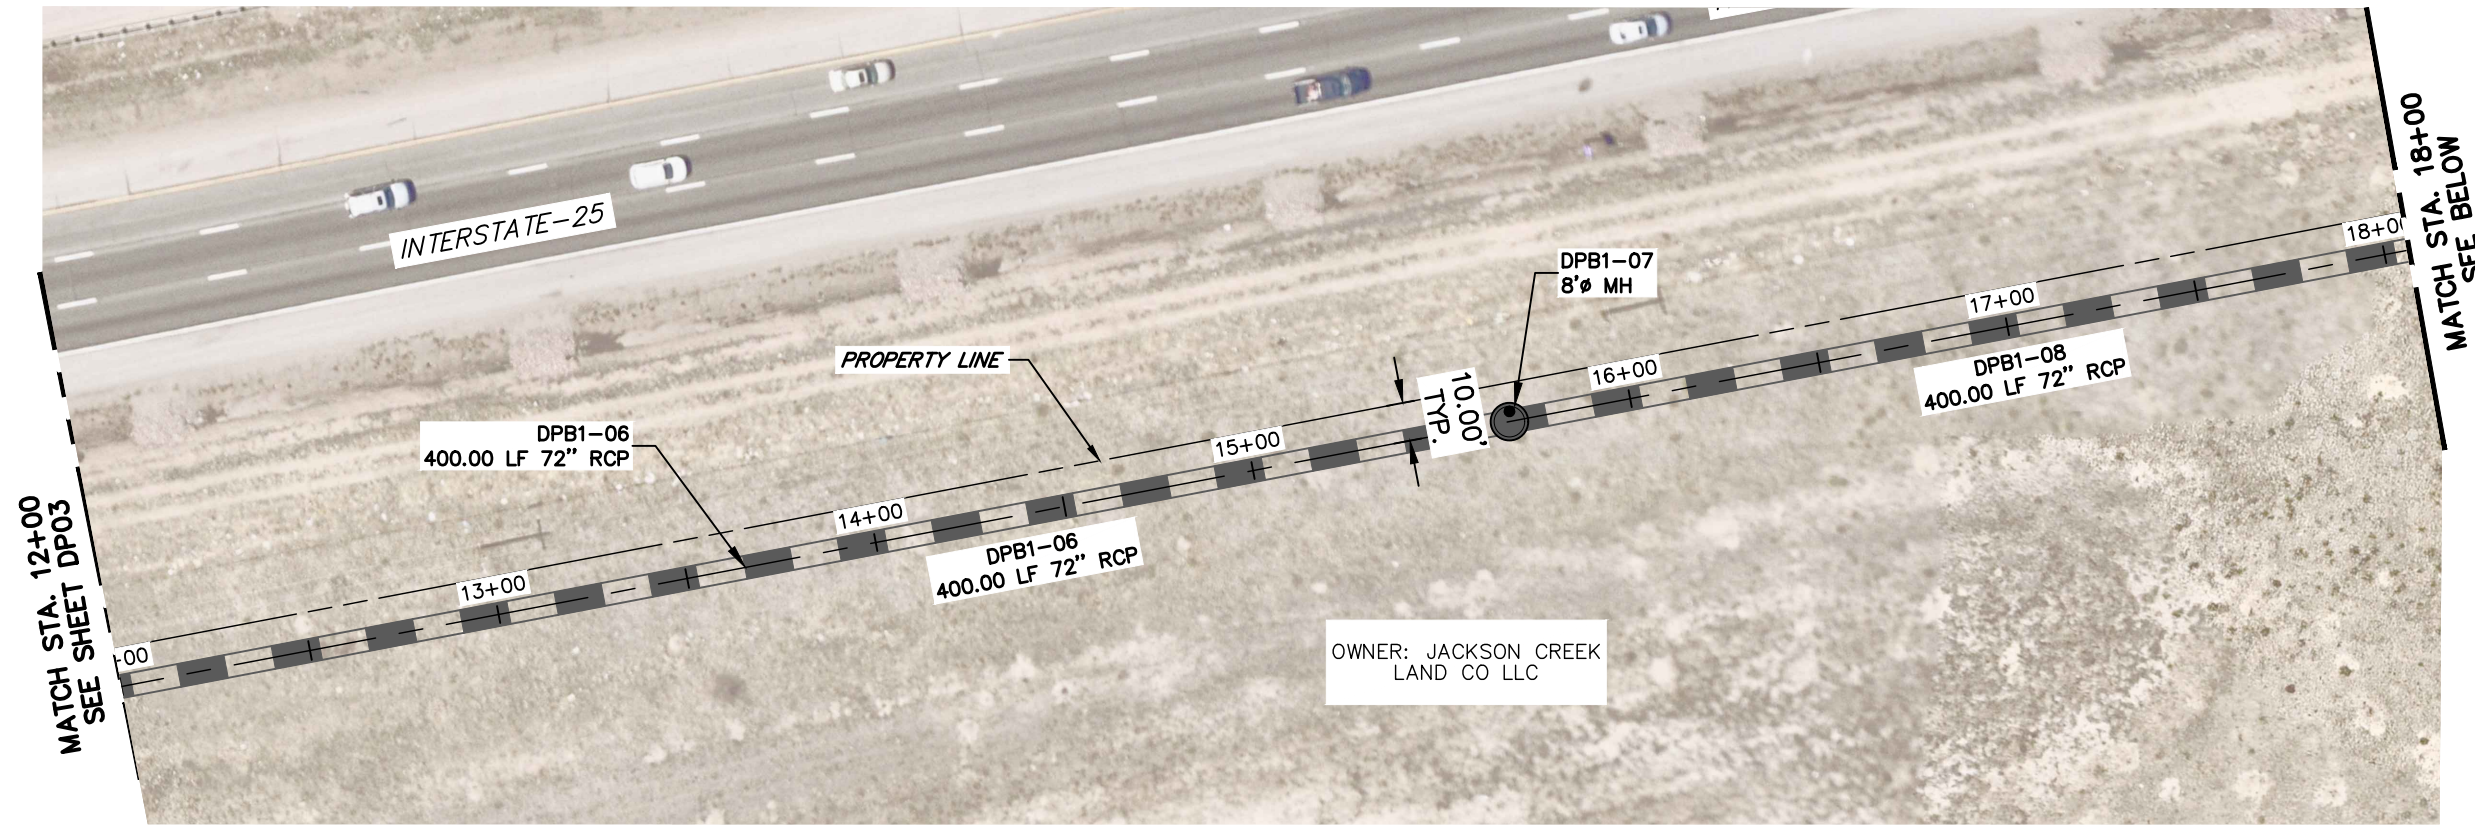 INTERSTATE-25
MATCH STA. 18+00
SEE BELOW
18+00
DPB1-07
8'ø MH
17+00
PROPERTY LINE
16+00
DPB1-08
400.00 LF 72" RCP
10.00'
TYP.
DPB1-06
400.00 LF 72" RCP
15+00
14+00
DPB1-06
400.00 LF 72" RCP
13+00
MATCH STA. 12+00
SEE SHEET DP03
+00
OWNER: JACKSON CREEK
LAND CO LLC